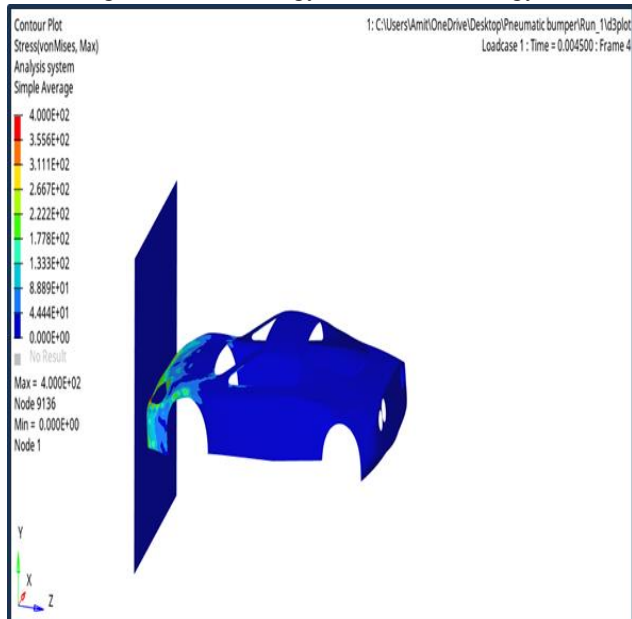 Contour Plot
Stress(vonMises, Max)
Analysis system
Simple Average
4.000E+02
3.556E+02
3.111E+02
2.667E+02
2.222E+02
1.778E+02
1.333E+02
8.889E+01
4.444E+01
0.000E+00
No Result
Max = 4.000E+02
Node 9136
Min = 0.000E+00
Node 1
1: C:\Users\Amit\OneDrive\Desktop\Pneumatic bumper\Run_1\d3plot
Loadcase 1 : Time = 0.004500 : Frame 4
Y
X
Z